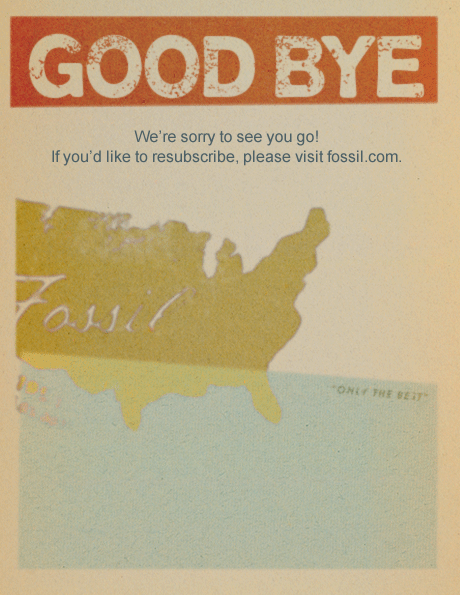 GOOD BYE
We're sorry to see you go!
If you'd like to resubscribe, please visit fossil.com.
Fossil
"ONLY THE BEST"